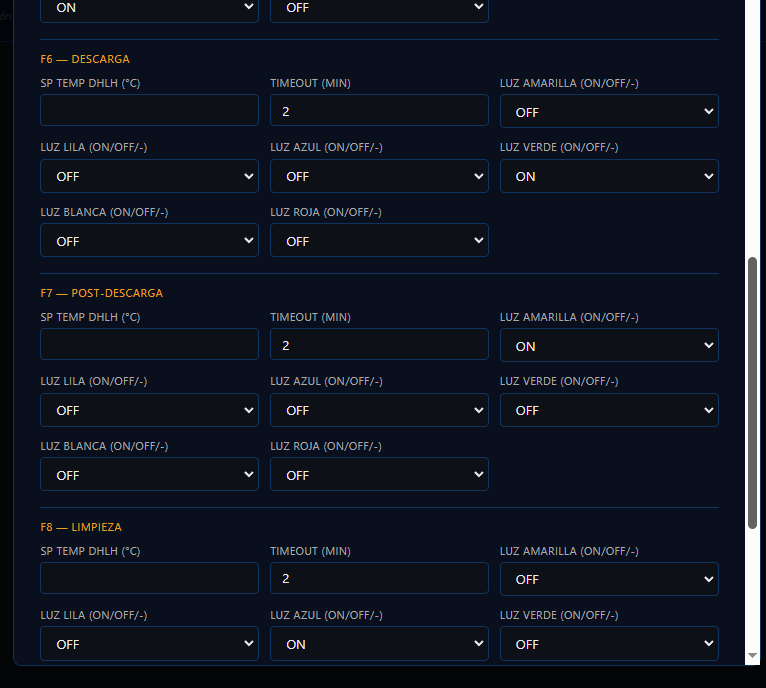 ON OFF
F6 — DESCARGA
SP TEMP DHLH (°C) TIMEOUT (MIN) LUZ AMARILLA (ON/OFF/-)
2 OFF
LUZ LILA (ON/OFF/-) LUZ AZUL (ON/OFF/-) LUZ VERDE (ON/OFF/-)
OFF OFF ON
LUZ BLANCA (ON/OFF/-) LUZ ROJA (ON/OFF/-)
OFF OFF
F7 — POST-DESCARGA
SP TEMP DHLH (°C) TIMEOUT (MIN) LUZ AMARILLA (ON/OFF/-)
2 ON
LUZ LILA (ON/OFF/-) LUZ AZUL (ON/OFF/-) LUZ VERDE (ON/OFF/-)
OFF OFF OFF
LUZ BLANCA (ON/OFF/-) LUZ ROJA (ON/OFF/-)
OFF OFF
F8 — LIMPIEZA
SP TEMP DHLH (°C) TIMEOUT (MIN) LUZ AMARILLA (ON/OFF/-)
2 OFF
LUZ LILA (ON/OFF/-) LUZ AZUL (ON/OFF/-) LUZ VERDE (ON/OFF/-)
OFF ON OFF